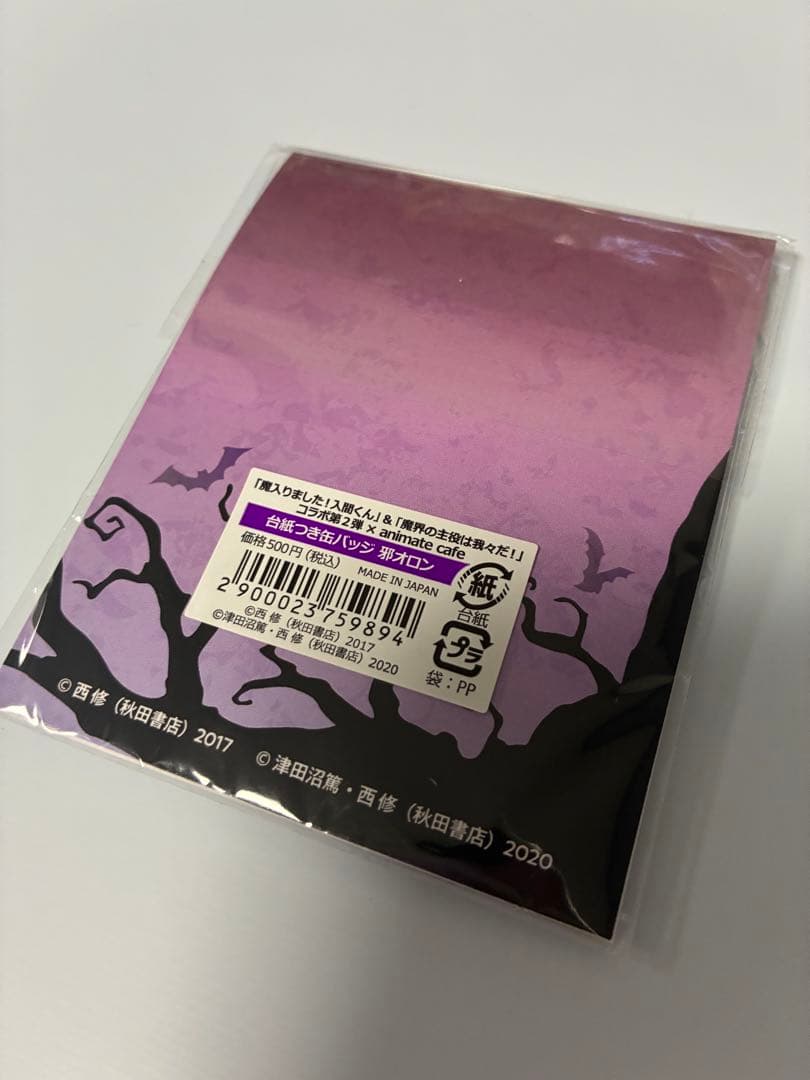 「魔入りました！入間くん」&「魔界の主役は我々だ！」
コラボ第２弾 × animate cafe
台紙つき缶バッジ 邪オロン
価格500円（税込）
MADE IN JAPAN
2900023759894
©西 修（秋田書店）2017
©津田沼篤・西 修（秋田書店）2020
紙
台紙
プラ
袋：PP
© 西 修（秋田書店）2017
© 津田沼篤・西 修（秋田書店）2020